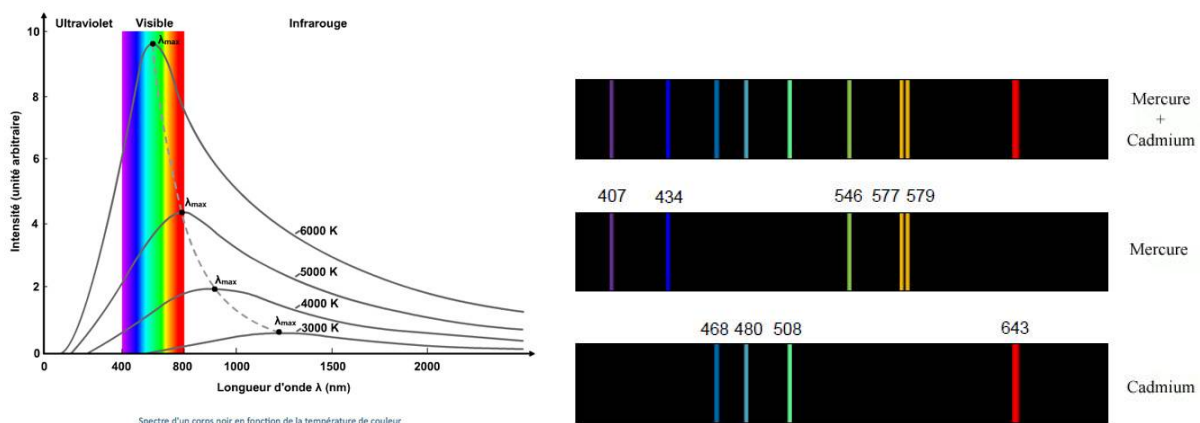 Ultraviolet Visible Infrarouge
10
8
6
4
2
0
Intensité (unité arbitraire)
λmax
λmax
λmax
λmax
6000 K
5000 K
4000 K
3000 K
0 400 800 1000 1500 2000
Longueur d'onde λ (nm)
Spectre d'un corps noir en fonction de la température de couleur
Mercure
+
Cadmium
407 434 546 577 579
Mercure
468 480 508 643
Cadmium